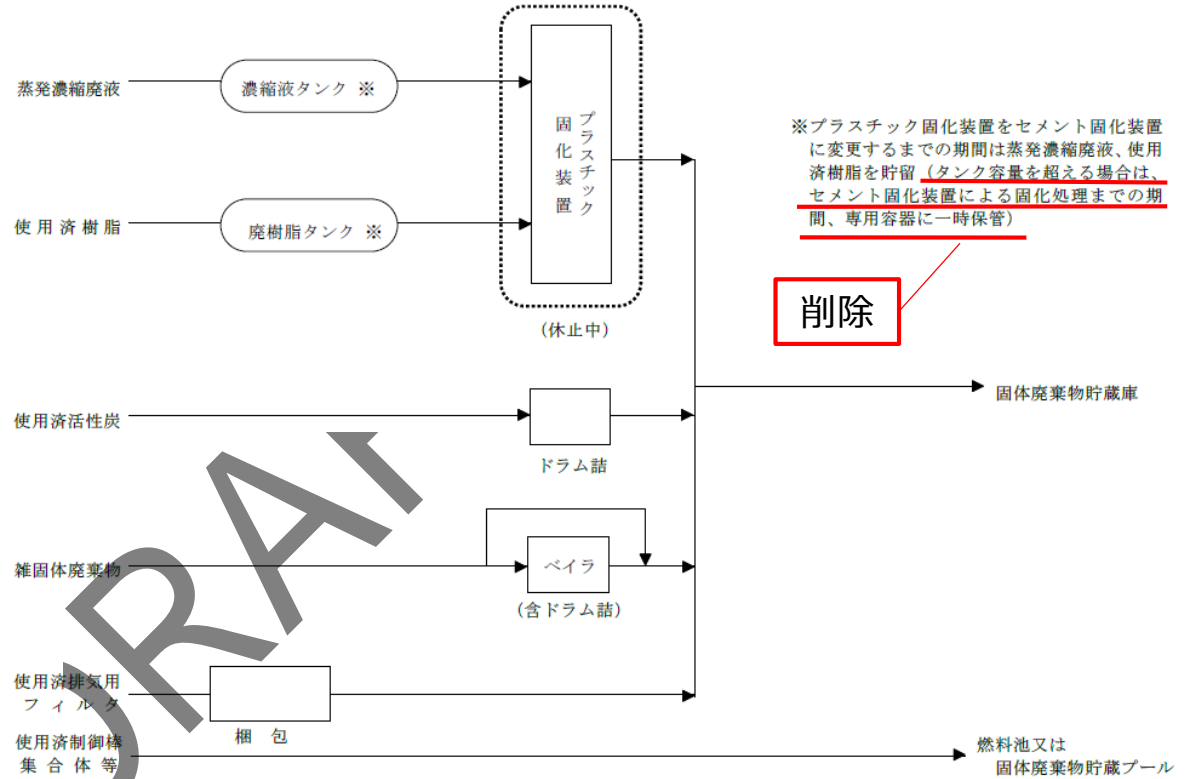 蒸発濃縮廃液
濃縮液タンク ※
プラスチック
固化装置
※プラスチック固化装置をセメント固化装置
に変更するまでの期間は蒸発濃縮廃液、使用
済樹脂を貯留(タンク容量を超える場合は、
セメント固化装置による固化処理までの期
間、専用容器に一時保管)
使用済樹脂
廃樹脂タンク ※
削除
(休止中)
固体廃棄物貯蔵庫
使用済活性炭
ドラム詰
雑固体廃棄物
ベイラ
(含ドラム詰)
使用済排気用
フィルタ
梱 包
使用済制御棒
集合体等
燃料池又は
固体廃棄物貯蔵プール
DRAF